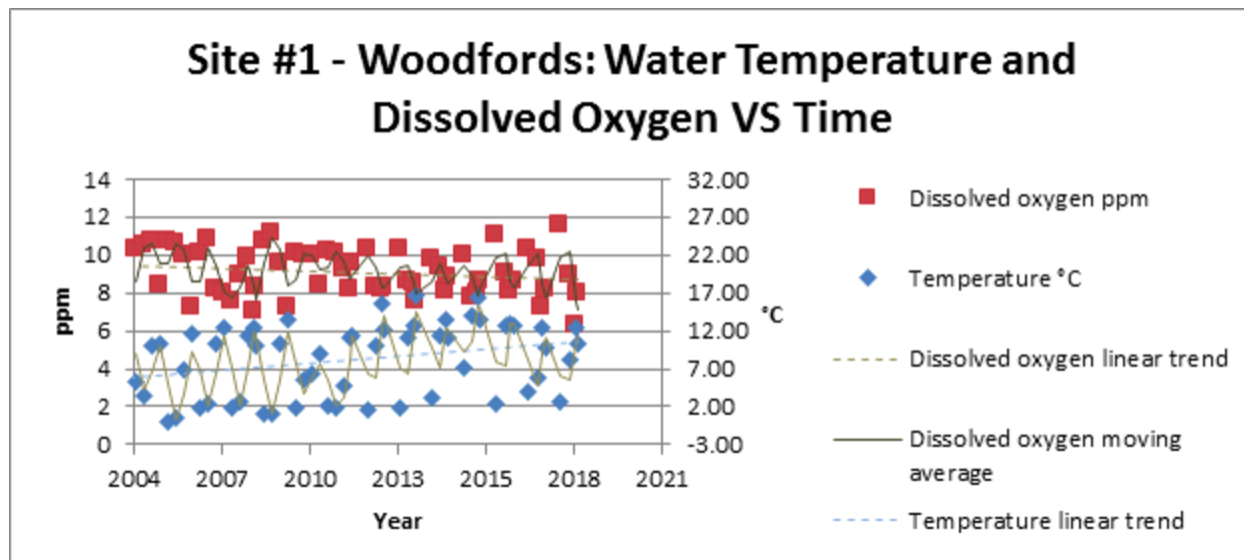 Site #1 - Woodfords: Water Temperature and
Dissolved Oxygen VS Time
ppm
14
12
10
8
6
4
2
0
32.00
27.00
22.00
17.00
12.00
7.00
2.00
-3.00
°C
2004 2007 2010 2013 2015 2018 2021
Year
Dissolved oxygen ppm
Temperature °C
Dissolved oxygen linear trend
Dissolved oxygen moving
average
Temperature linear trend